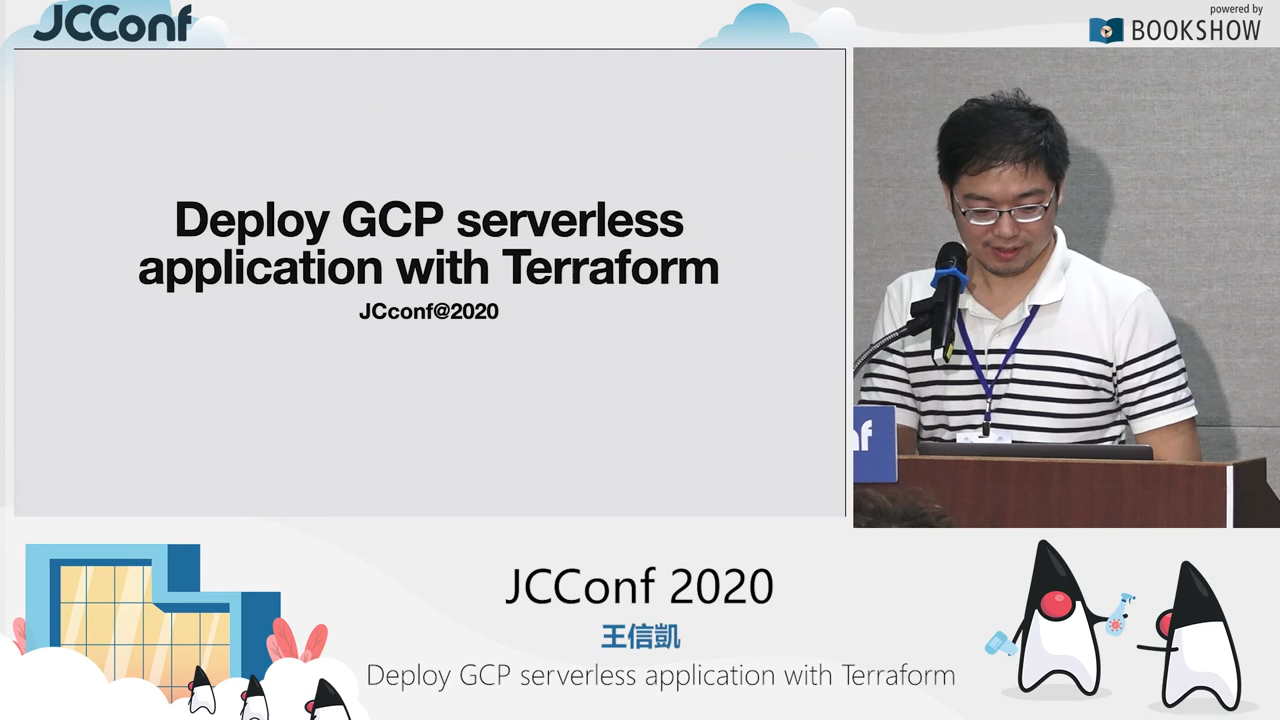 JCConf
powered by
BOOKSHOW
Deploy GCP serverless
application with Terraform
JCconf@2020
nf
JCConf 2020
王信凱
Deploy GCP serverless application with Terraform